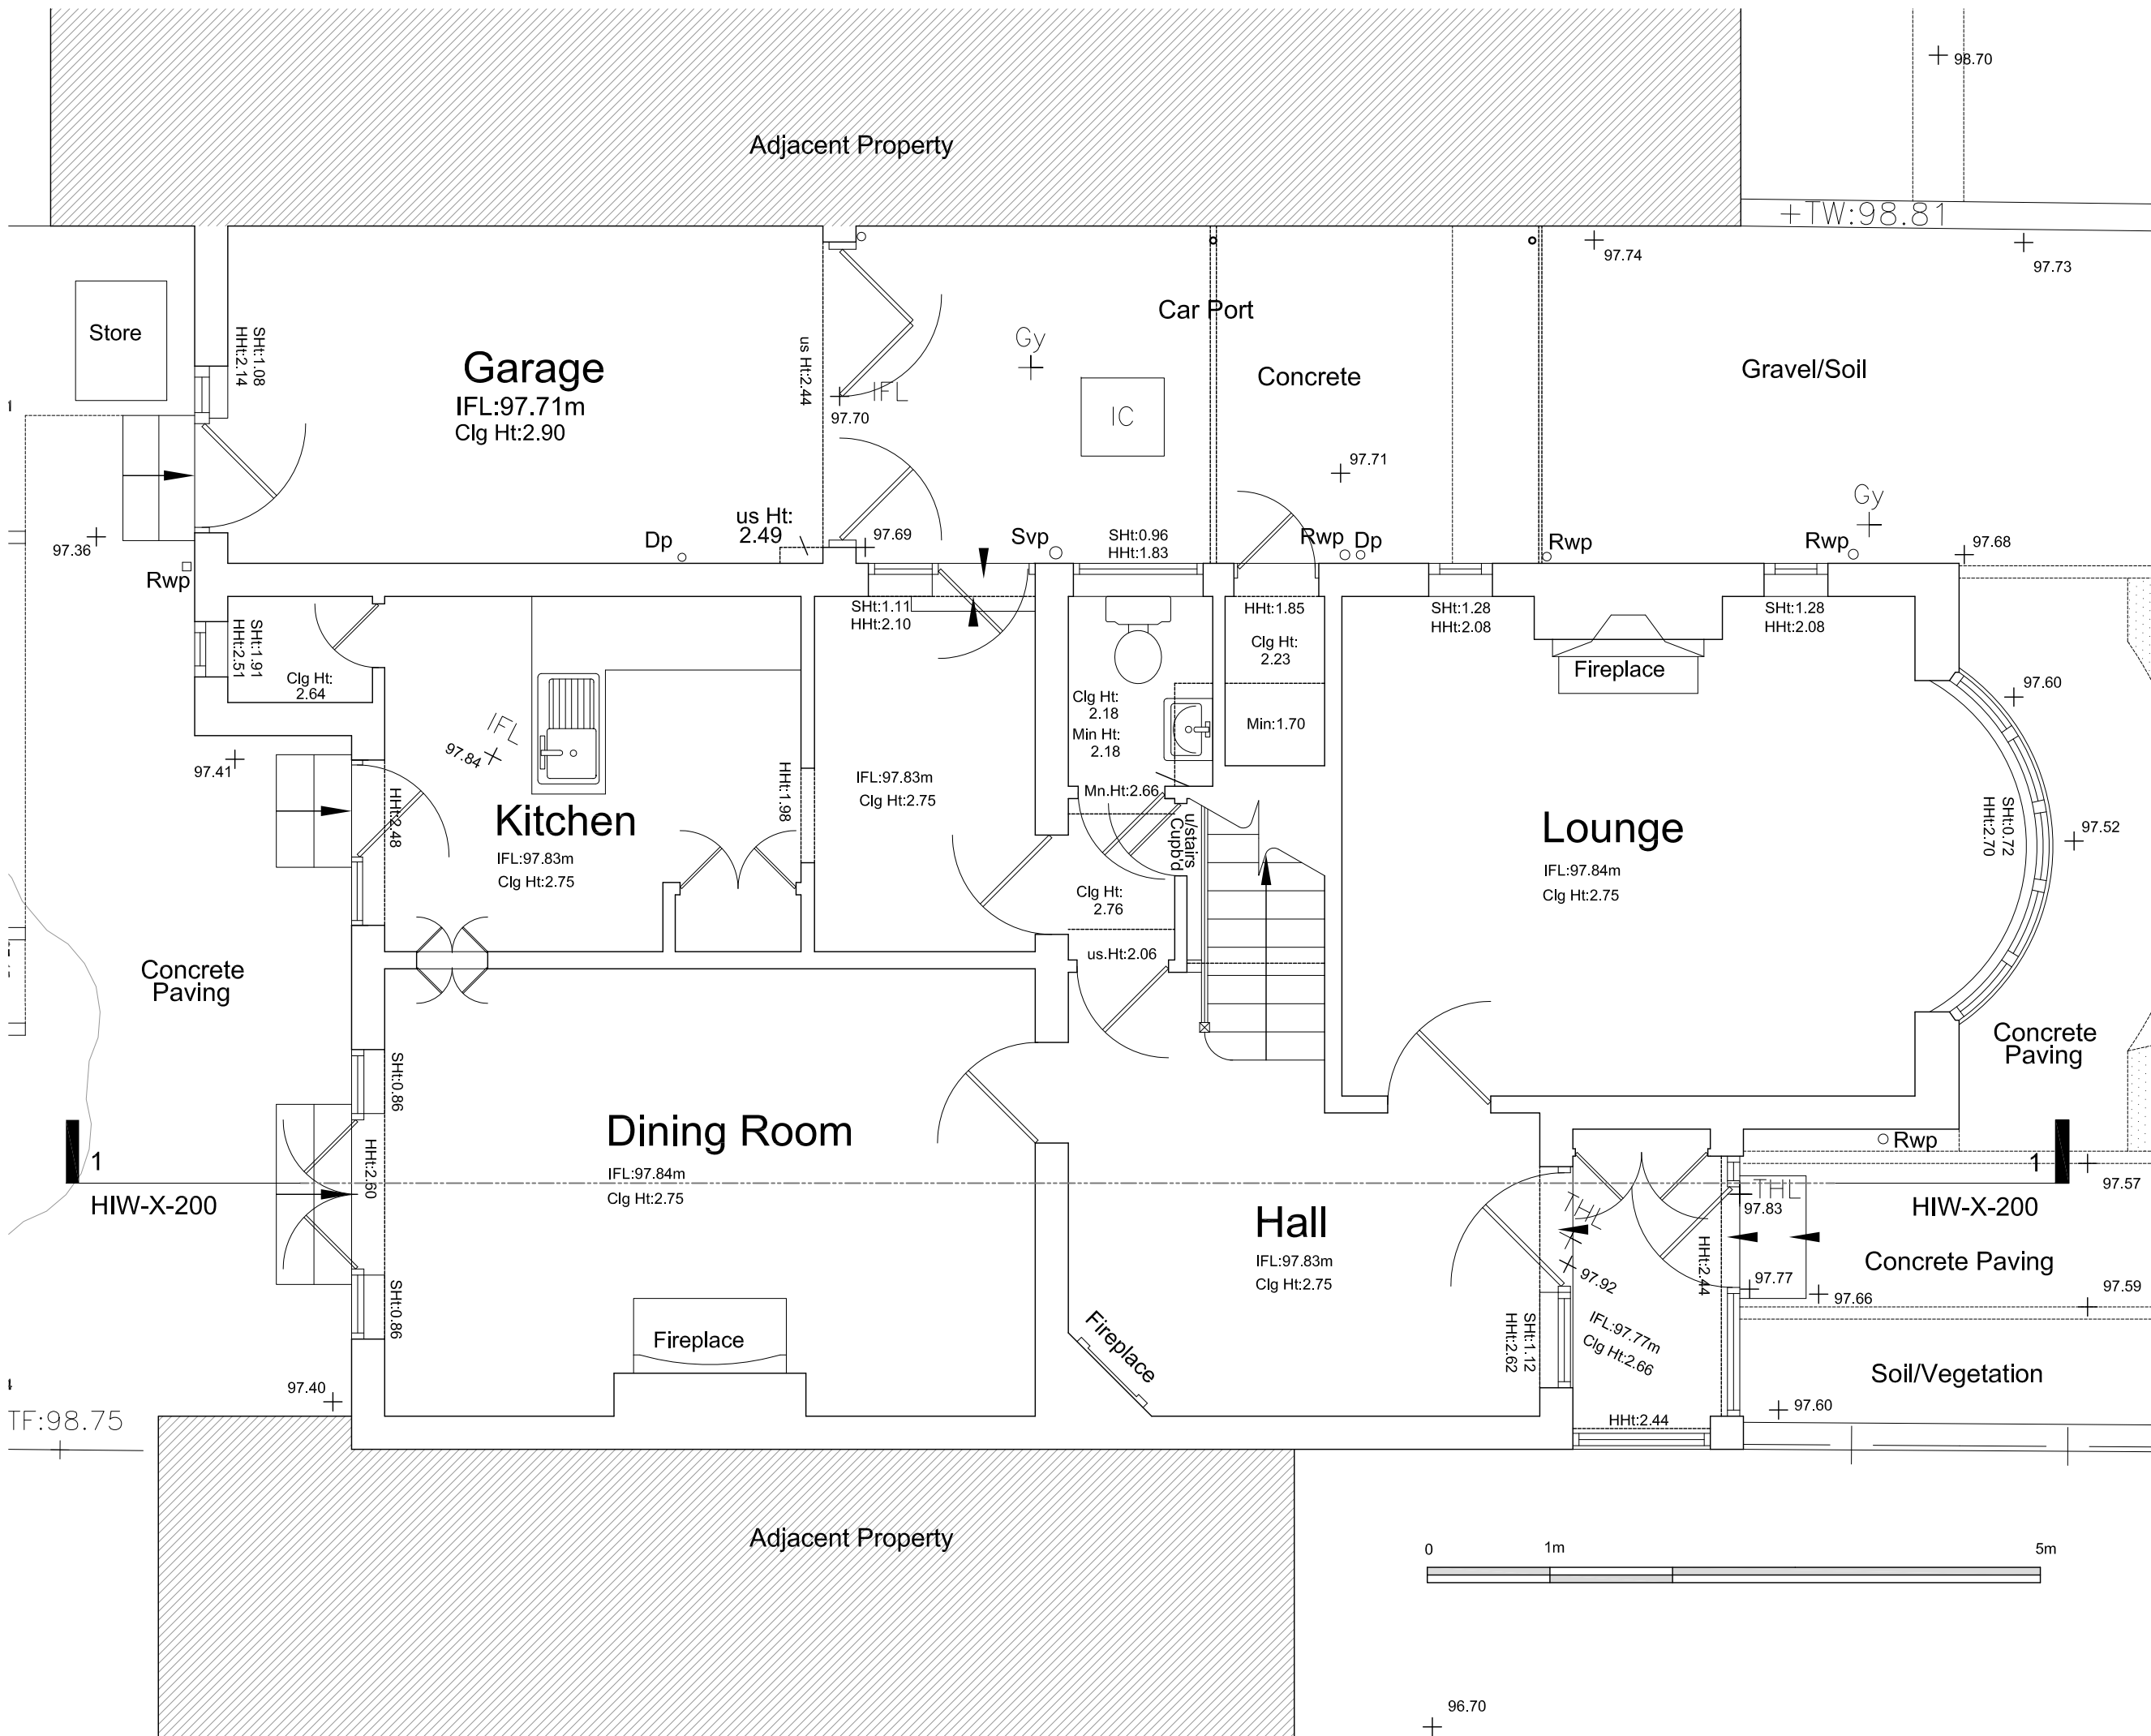 98.70
Adjacent Property
TW:98.81
97.74
97.73
Store
SHt:1.08
HHt:2.14
Garage
IFL:97.71m
Clg Ht:2.90
us Ht:2.44
IFL
97.70
Gy
Car Port
IC
Concrete
Gravel/Soil
97.71
Gy
97.36
Rwp
Dp
us Ht:
2.49
97.69
Svp
SHt:0.96
HHt:1.83
Rwp
Dp
Rwp
Rwp
97.68
SHt:1.91
HHt:2.51
Clg Ht:
2.64
SHt:1.11
HHt:2.10
HHt:1.85
Clg Ht:
2.23
Min:1.70
SHt:1.28
HHt:2.08
SHt:1.28
HHt:2.08
Fireplace
97.60
97.41
IFL
97.84
HHt:2.48
Kitchen
IFL:97.83m
Clg Ht:2.75
HHt:1.98
IFL:97.83m
Clg Ht:2.75
Clg Ht:
2.18
Min Ht:
2.18
Mn.Ht:2.66
u/stairs
Cupb'd
Clg Ht:
2.76
us.Ht:2.06
Lounge
IFL:97.84m
Clg Ht:2.75
SHt:0.72
HHt:2.70
97.52
Concrete
Paving
Concrete
Paving
SHt:0.86
HHt:2.60
SHt:0.86
Dining Room
IFL:97.84m
Clg Ht:2.75
Fireplace
1
HIW-X-200
Hall
IFL:97.83m
Clg Ht:2.75
Fireplace
SHt:1.12
HHt:2.62
THL
97.92
IFL:97.77m
Clg Ht:2.66
HHt:2.44
HHt:2.44
Rwp
THL
97.83
1
97.57
HIW-X-200
Concrete Paving
97.77
97.66
97.59
Soil/Vegetation
97.60
97.40
TF:98.75
Adjacent Property
0
1m
5m
96.70